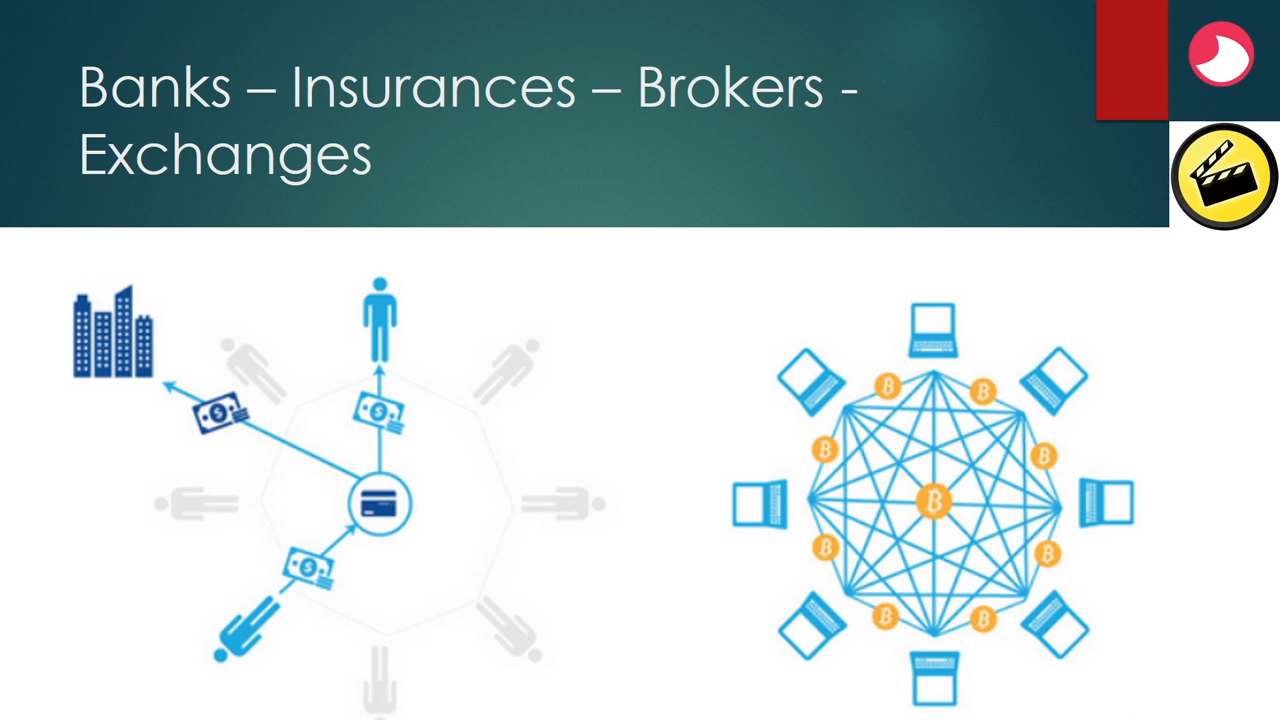 Banks – Insurances – Brokers -
Exchanges